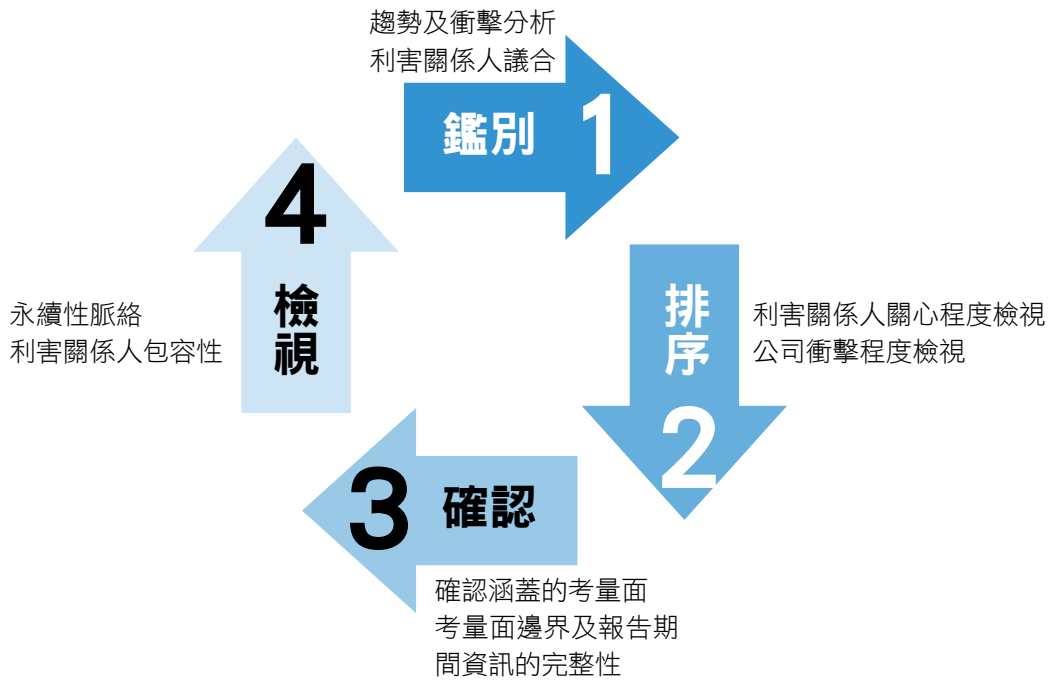 趨勢及衝擊分析
利害關係人議合
鑑別 1
排序
2
利害關係人關心程度檢視
公司衝擊程度檢視
3 確認
確認涵蓋的考量面
考量面邊界及報告期
間資訊的完整性
4
檢視
永續性脈絡
利害關係人包容性